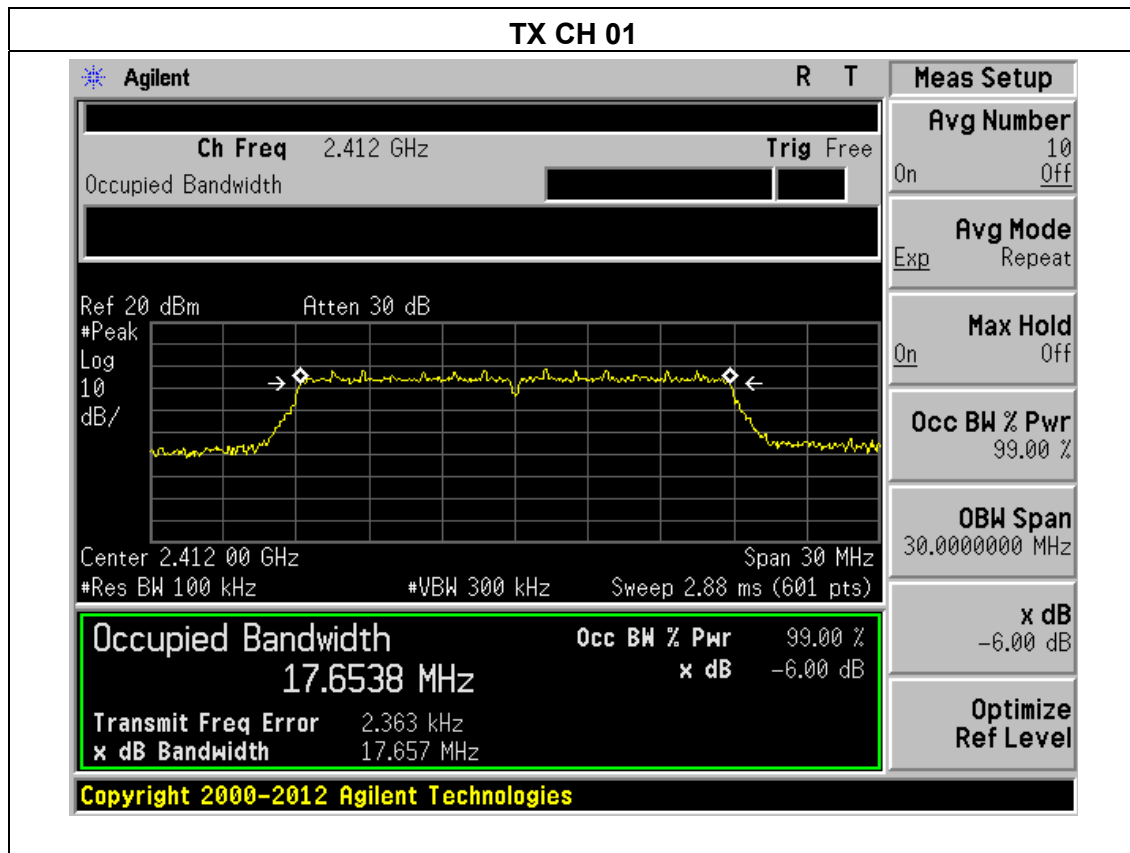 TX CH 01
Agilent R T
Meas Setup
Ch Freq 2.412 GHz Trig Free
Occupied Bandwidth
Avg Number
10
On Off
Avg Mode
Exp Repeat
Max Hold
On Off
Occ BW % Pwr
99.00 %
OBW Span
30.0000000 MHz
x dB
-6.00 dB
Optimize
Ref Level
Ref 20 dBm Atten 30 dB
#Peak
Log
10
dB/
Center 2.412 00 GHz Span 30 MHz
#Res BW 100 kHz #VBW 300 kHz Sweep 2.88 ms (601 pts)
Occupied Bandwidth
17.6538 MHz
Occ BW % Pwr 99.00 %
x dB -6.00 dB
Transmit Freq Error 2.363 kHz
x dB Bandwidth 17.657 MHz
Copyright 2000-2012 Agilent Technologies